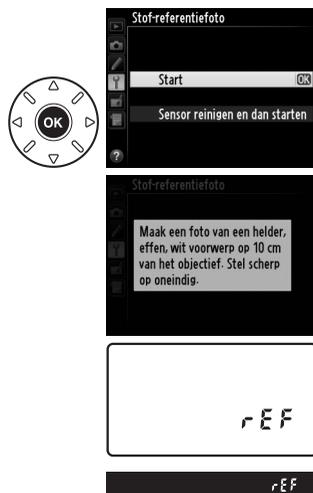 Stof-referentiefoto
Start OK
OK
Sensor reinigen en dan starten
?
Stof-referentiefoto
Maak een foto van een helder,
effen, wit voorwerp op 10 cm
van het objectief. Stel scherp
op oneindig.
rEF
rEF